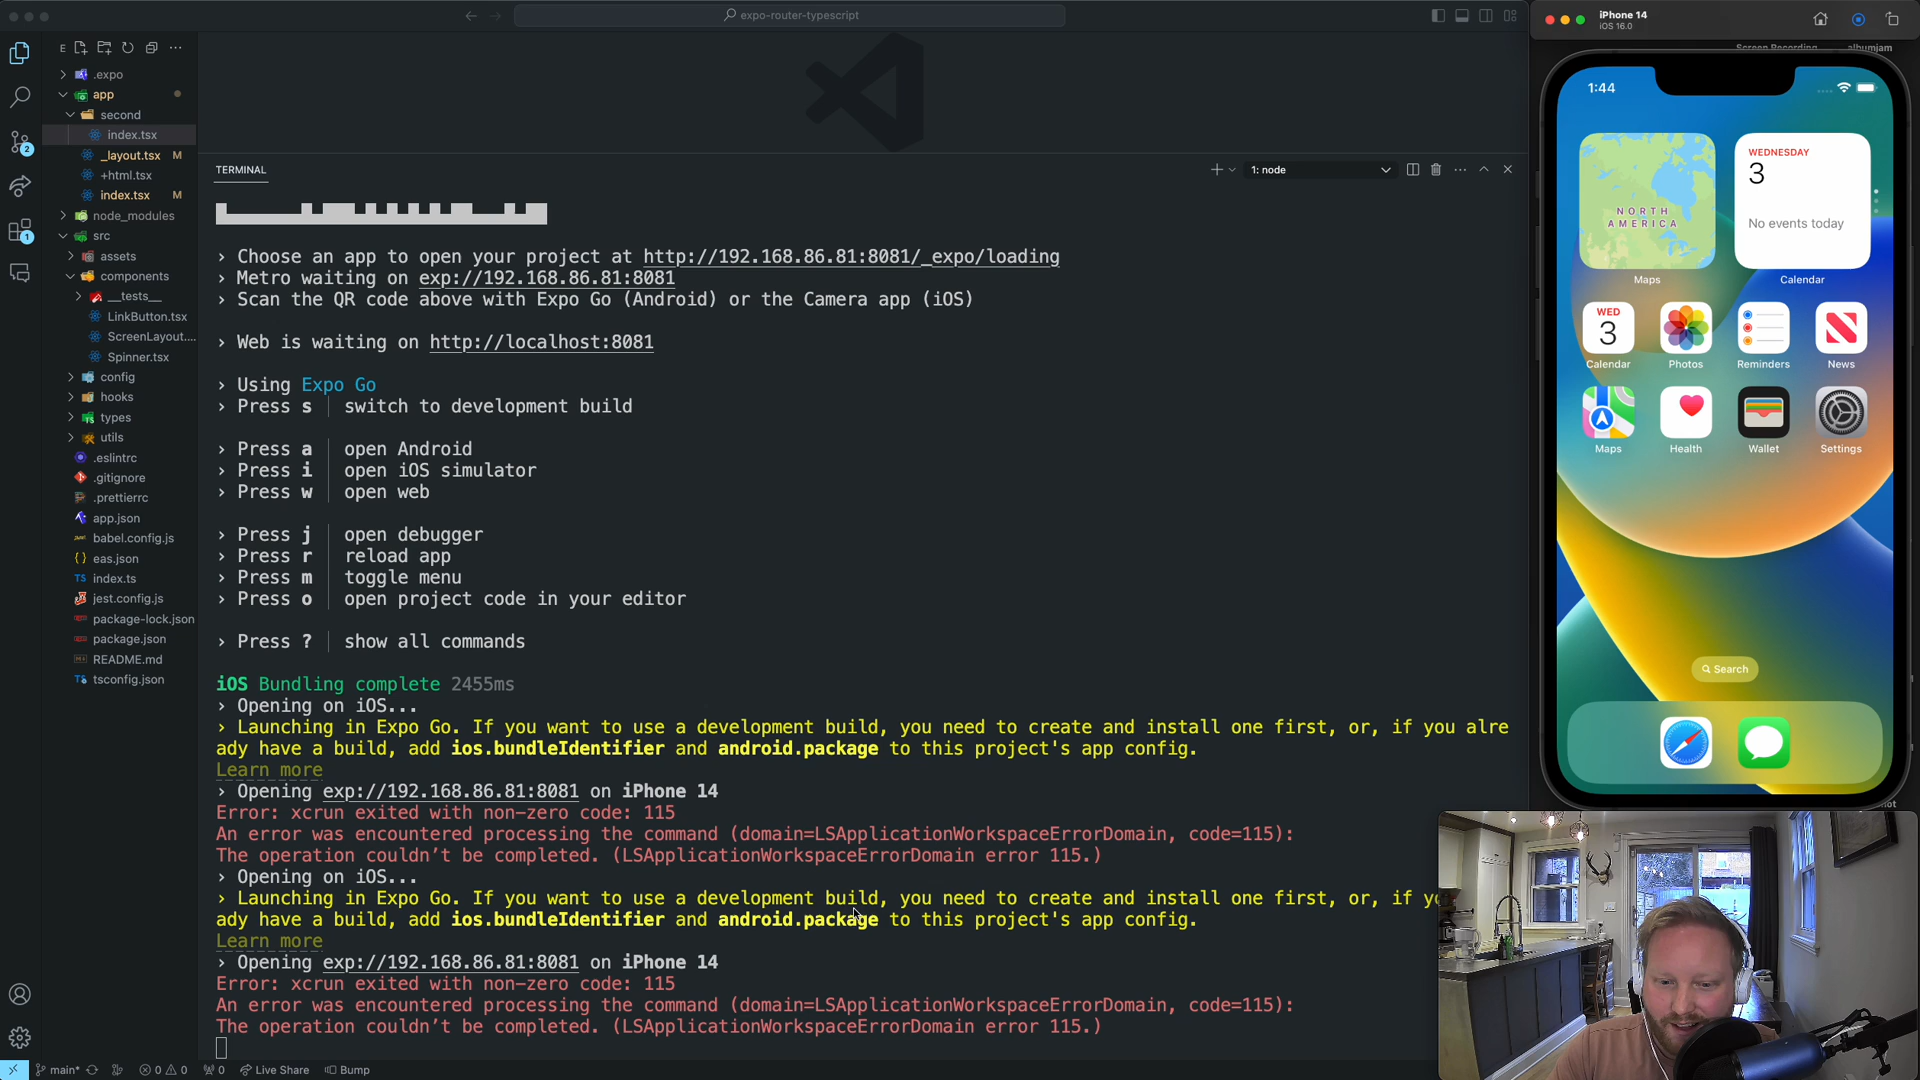 expo-router-typescript
E
.expo
app
second
index.tsx
_layout.tsx M
+html.tsx
index.tsx M
node_modules
src
assets
components
__tests__
LinkButton.tsx
ScreenLayout....
Spinner.tsx
config
hooks
types
utils
.eslintrc
.gitignore
.prettierrc
app.json
babel.config.js
eas.json
TS index.ts
jest.config.js
package-lock.json
package.json
README.md
tsconfig.json
2
1
TERMINAL
1: node
› Choose an app to open your project at http://192.168.86.81:8081/_expo/loading
› Metro waiting on exp://192.168.86.81:8081
› Scan the QR code above with Expo Go (Android) or the Camera app (iOS)
› Web is waiting on http://localhost:8081
› Using Expo Go
› Press s │ switch to development build
› Press a │ open Android
› Press i │ open iOS simulator
› Press w │ open web
› Press j │ open debugger
› Press r │ reload app
› Press m │ toggle menu
› Press o │ open project code in your editor
› Press ? │ show all commands
iOS Bundling complete 2455ms
› Opening on iOS...
› Launching in Expo Go. If you want to use a development build, you need to create and install one first, or, if you alre
ady have a build, add ios.bundleIdentifier and android.package to this project's app config.
Learn more
› Opening exp://192.168.86.81:8081 on iPhone 14
Error: xcrun exited with non-zero code: 115
An error was encountered processing the command (domain=LSApplicationWorkspaceErrorDomain, code=115):
The operation couldn’t be completed. (LSApplicationWorkspaceErrorDomain error 115.)
› Opening on iOS...
› Launching in Expo Go. If you want to use a development build, you need to create and install one first, or, if
ady have a build, add ios.bundleIdentifier and android.package to this project's app config.
Learn more
› Opening exp://192.168.86.81:8081 on iPhone 14
Error: xcrun exited with non-zero code: 115
An error was encountered processing the command (domain=LSApplicationWorkspaceErrorDomain, code=115):
The operation couldn’t be completed. (LSApplicationWorkspaceErrorDomain error 115.)
main* 0 0 0 Live Share Bump
iPhone 14
iOS 16.0
Screen Recording albumjam
1:44
NORTH
AMERICA
Maps
WEDNESDAY
3
No events today
Calendar
WED
3
Calendar Photos Reminders News
Maps Health Wallet Settings
Search